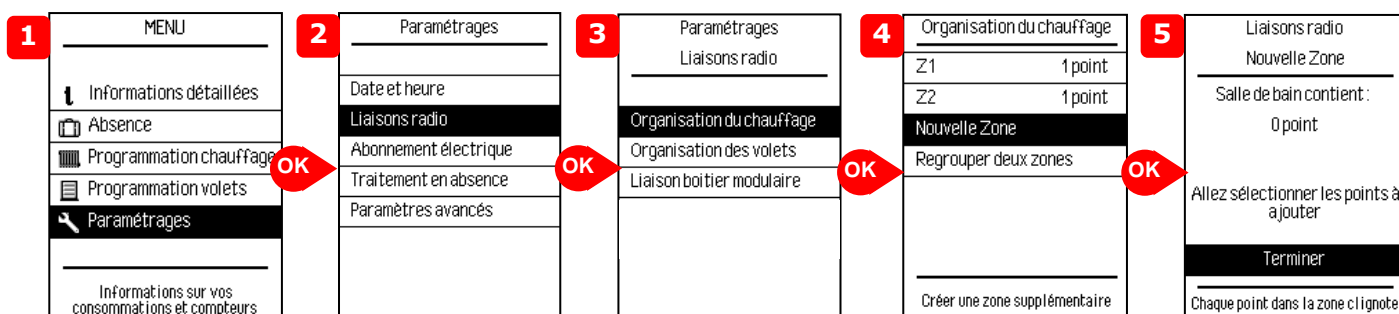 1
MENU
Informations détaillées
Absence
Programmation chauffage
Programmation volets
Paramétrages
Informations sur vos
consommations et compteurs
OK
2
Paramétrages
Date et heure
Liaisons radio
Abonnement électrique
Traitement en absence
Paramètres avancés
OK
3
Paramétrages
Liaisons radio
Organisation du chauffage
Organisation des volets
Liaison boitier modulaire
OK
4
Organisation du chauffage
Z1 1 point
Z2 1 point
Nouvelle Zone
Regrouper deux zones
Créer une zone supplémentaire
OK
5
Liaisons radio
Nouvelle Zone
Salle de bain contient :
0 point
Allez sélectionner les points à
ajouter
Terminer
Chaque point dans la zone clignote